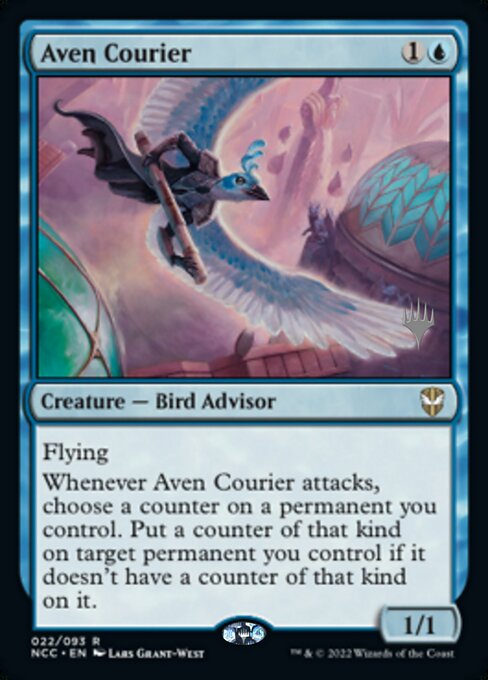 Aven Courier 1
Creature — Bird Advisor
Flying
Whenever Aven Courier attacks,
choose a counter on a permanent you
control. Put a counter of that kind
on target permanent you control if it
doesn't have a counter of that kind
on it.
1/1
022/093 R
NCC • EN Lars Grant-West
™ & © 2022 Wizards of the Coast